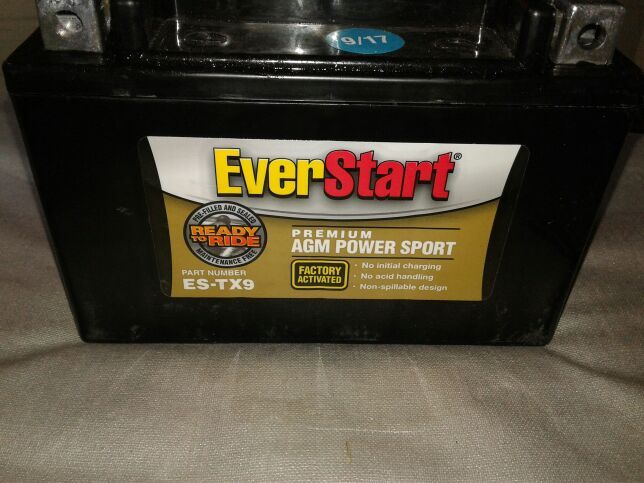 9/17
EverStart®
PRE-FILLED AND SEALED
READY
TO RIDE
MAINTENANCE FREE
PART NUMBER
ES-TX9
PREMIUM
AGM POWER SPORT
FACTORY
ACTIVATED
· No initial charging
· No acid handling
· Non-spillable design